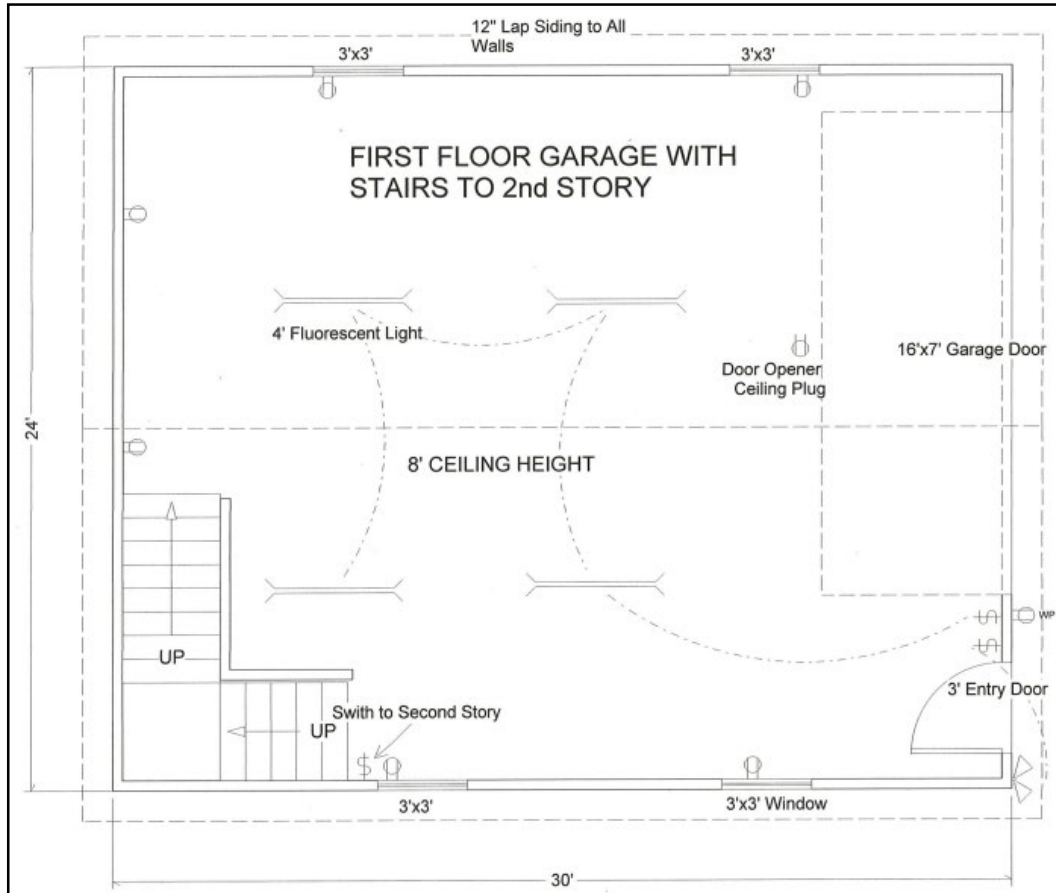 12" Lap Siding to All
Walls
3'x3'
3'x3'
FIRST FLOOR GARAGE WITH
STAIRS TO 2nd STORY
4' Fluorescent Light
Door Opener
Ceiling Plug
16'x7' Garage Door
24'
8' CEILING HEIGHT
WP
UP
3' Entry Door
Swith to Second Story
UP
$
$
$
3'x3'
3'x3' Window
30'